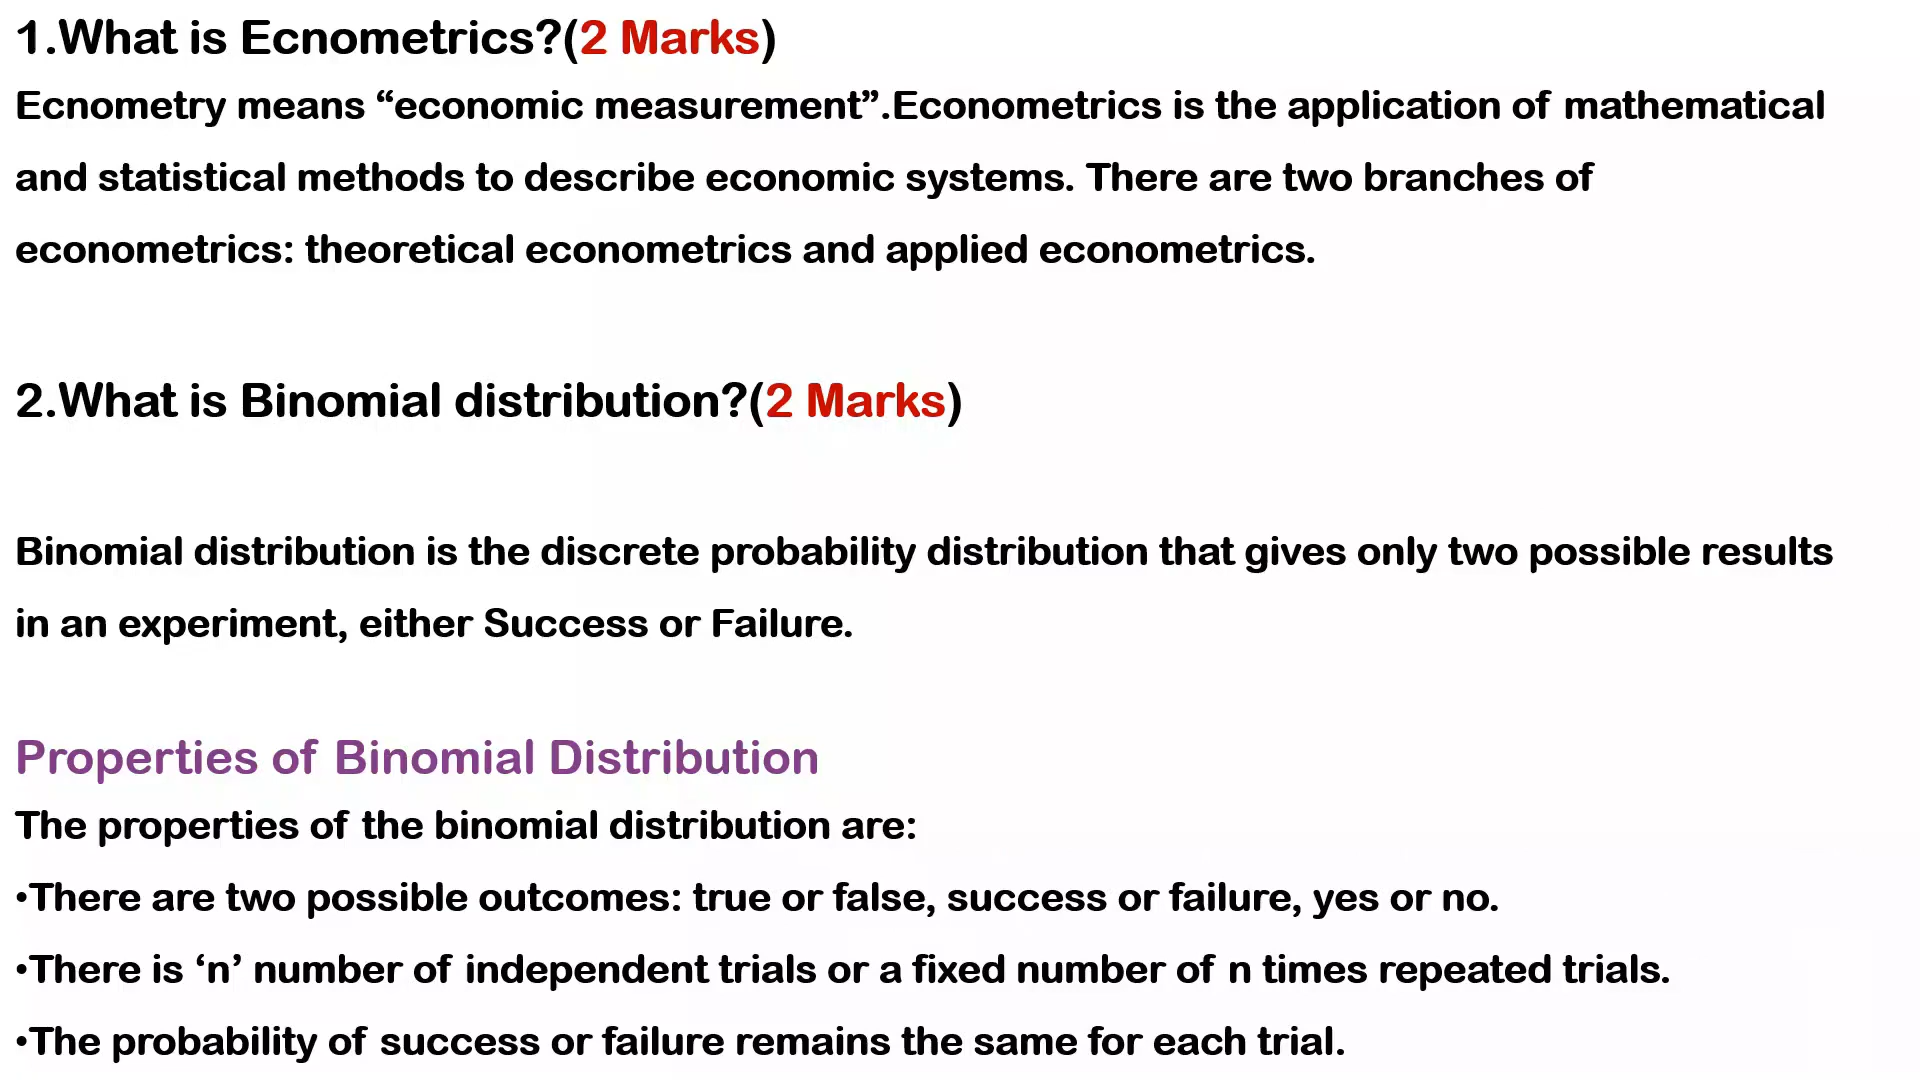 1.What is Ecnometrics?(2 Marks)
Ecnometry means “economic measurement”.Econometrics is the application of mathematical
and statistical methods to describe economic systems. There are two branches of
econometrics: theoretical econometrics and applied econometrics.
2.What is Binomial distribution?(2 Marks)
Binomial distribution is the discrete probability distribution that gives only two possible results
in an experiment, either Success or Failure.
Properties of Binomial Distribution
The properties of the binomial distribution are:
•There are two possible outcomes: true or false, success or failure, yes or no.
•There is ‘n’ number of independent trials or a fixed number of n times repeated trials.
•The probability of success or failure remains the same for each trial.